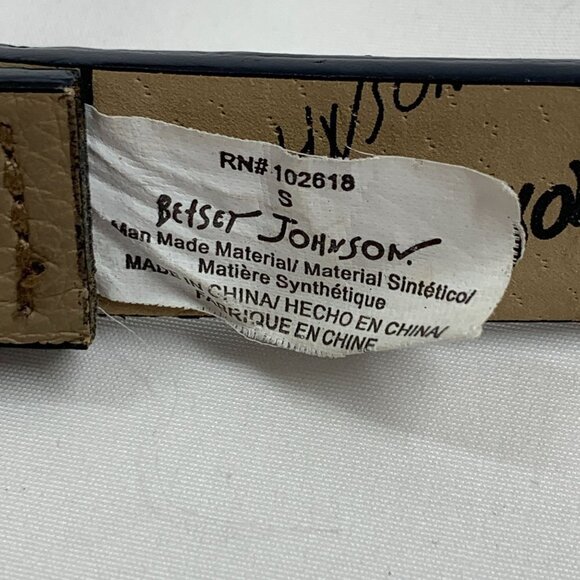 RN# 102618
S
BETSEY JOHNSON.
Man Made Material/ Material Sintético/
Matière Synthétique
MADE IN CHINA/ HECHO EN CHINA/
FABRIQUE EN CHINE